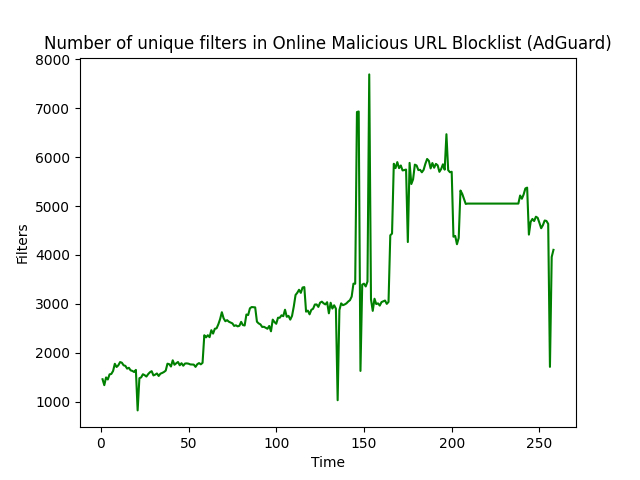 Number of unique filters in Online Malicious URL Blocklist (AdGuard)
8000
7000
6000
5000
4000
3000
2000
1000
Filters
0 50 100 150 200 250
Time